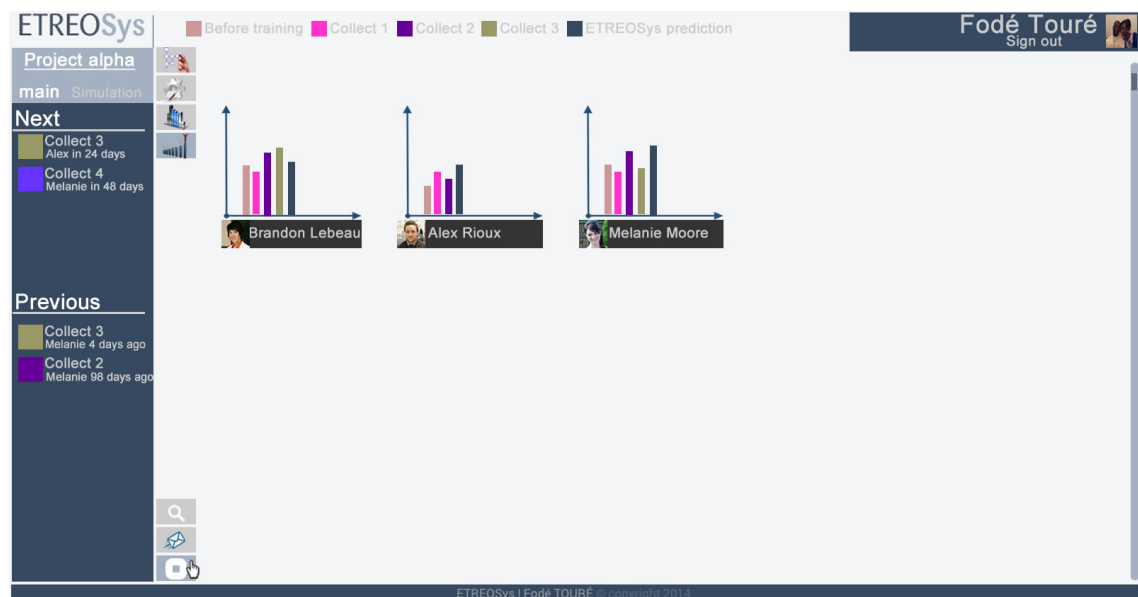 ETREOSys
Before training Collect 1 Collect 2 Collect 3 ETREOSys prediction
Fodé Touré
Sign out
Project alpha
main Simulation
Next
Collect 3
Alex in 24 days
Collect 4
Melanie in 48 days
Previous
Collect 3
Melanie 4 days ago
Collect 2
Melanie 98 days ago
Brandon Lebeau
Alex Rioux
Melanie Moore
ETREOSys | Fodé TOURÉ © copyright 2014